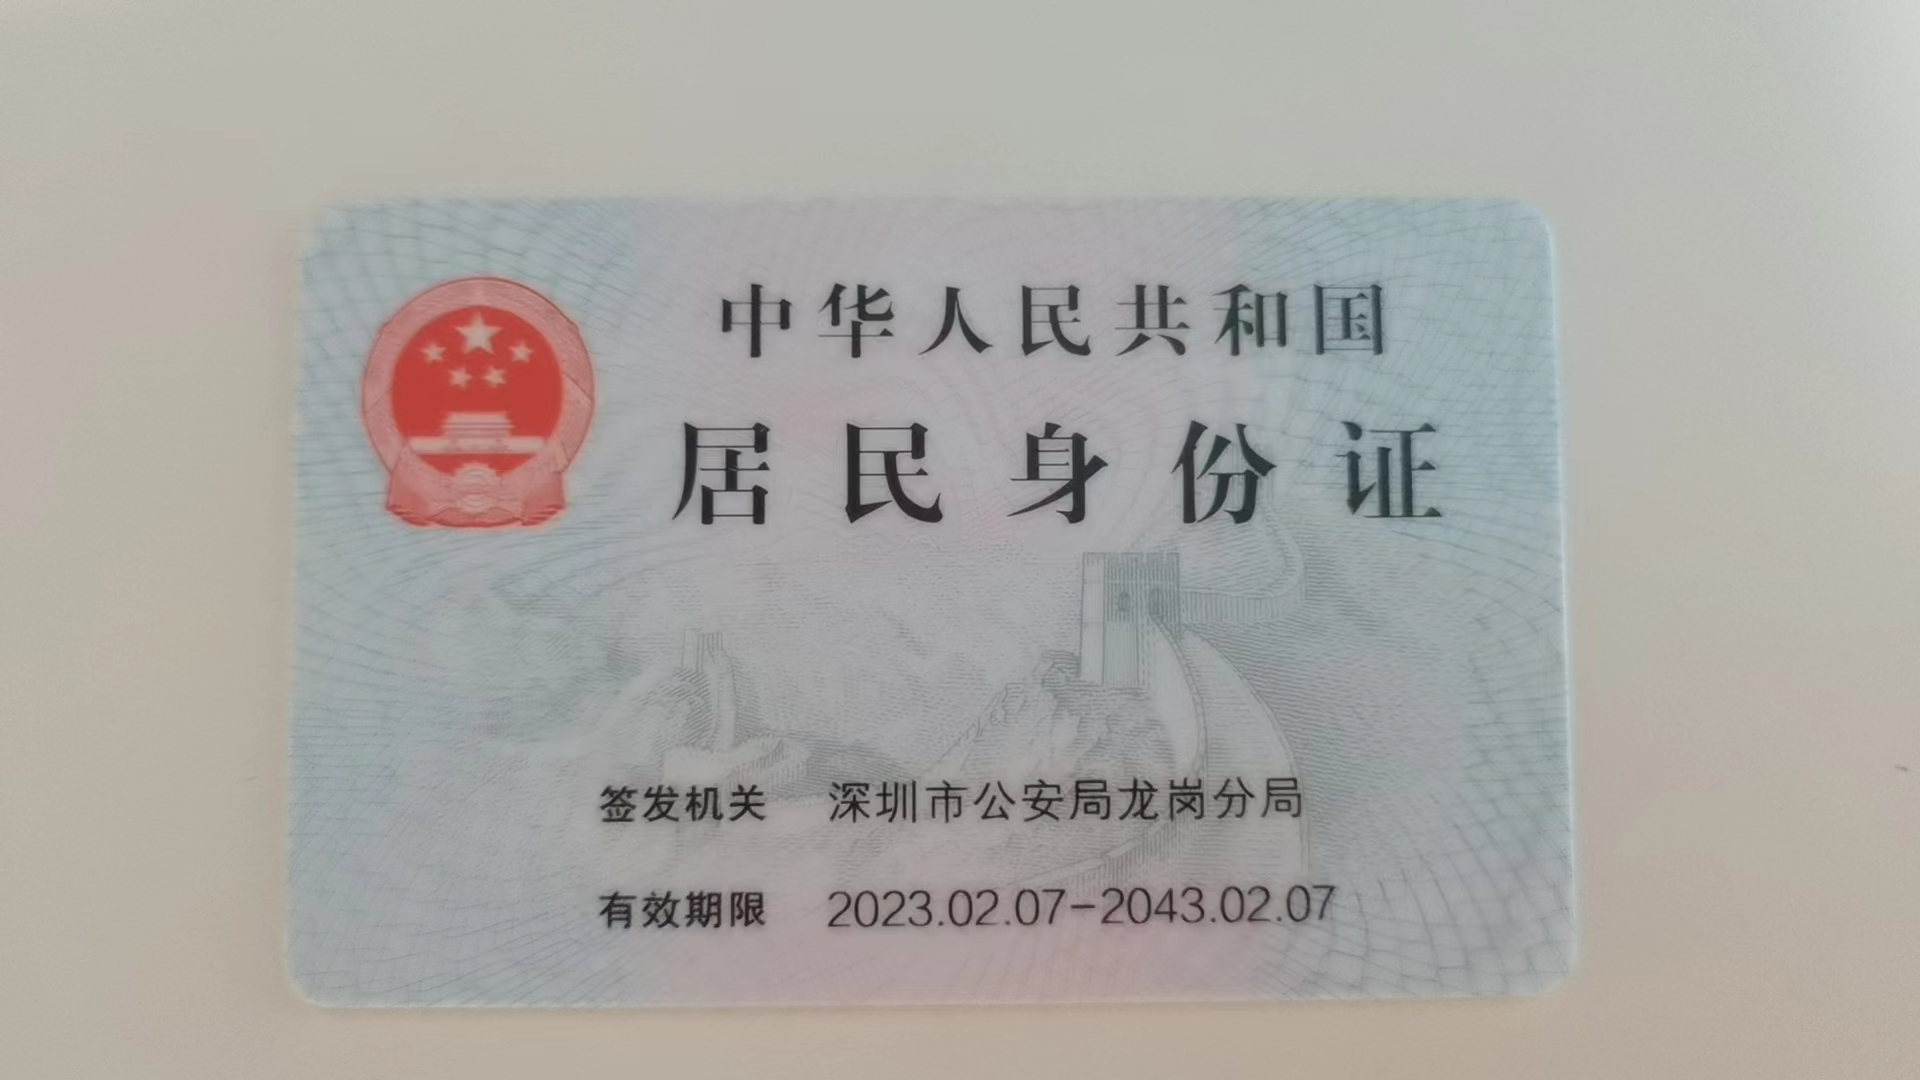 中华人民共和国
居民身份证
签发机关 深圳市公安局龙岗分局
有效期限 2023.02.07-2043.02.07